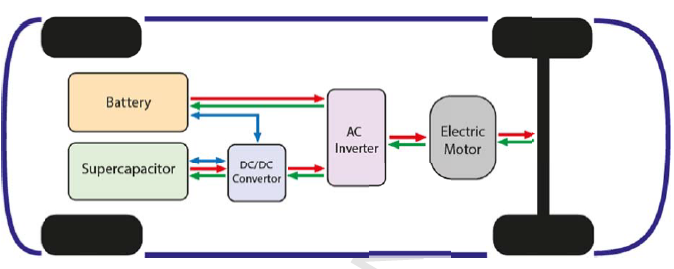 Battery
Supercapacitor
DC/DC
Convertor
AC
Inverter
Electric
Motor